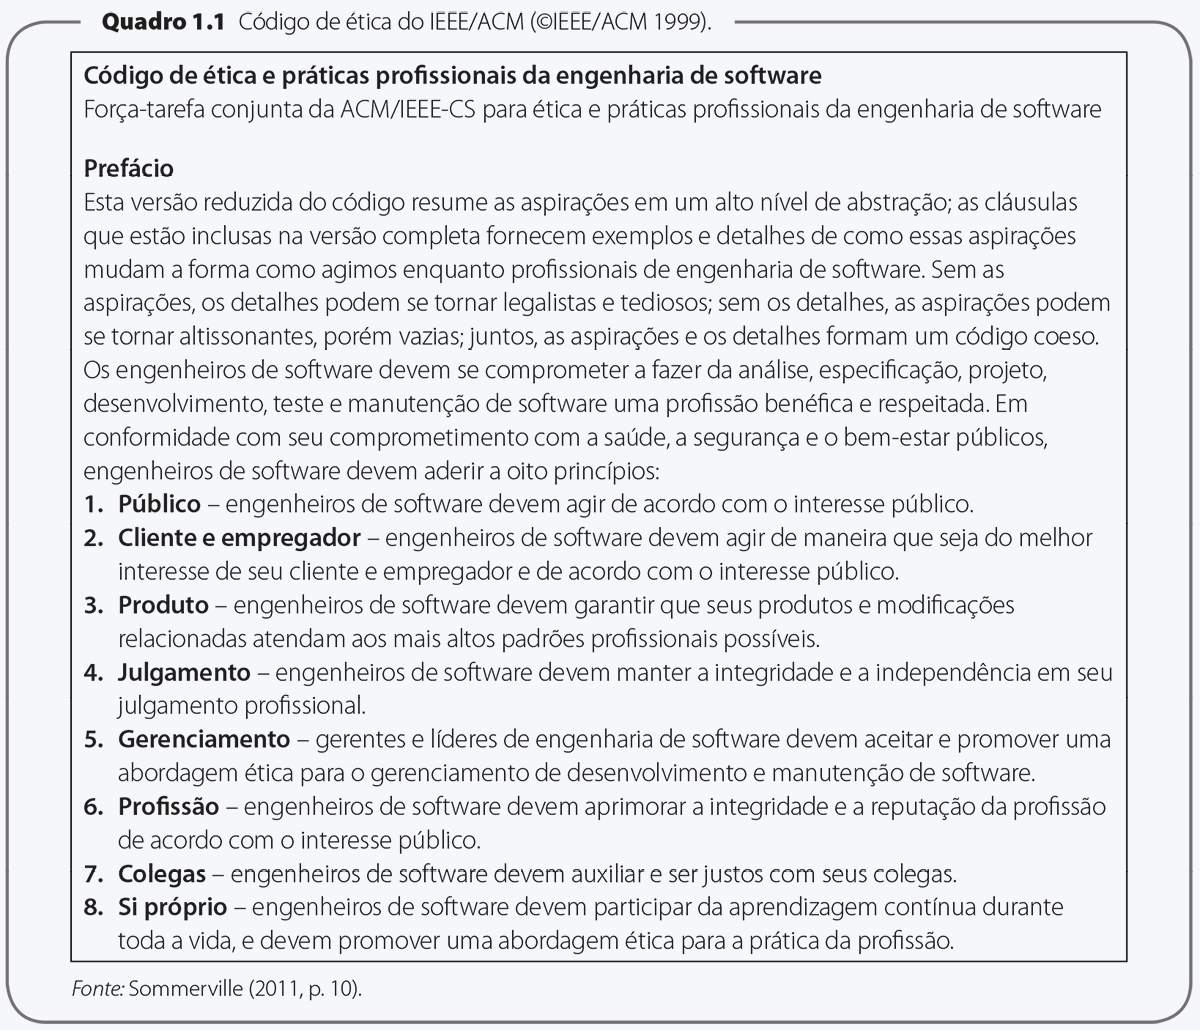 Quadro 1.1 Código de ética do IEEE/ACM (©IEEE/ACM 1999).
Código de ética e práticas profissionais da engenharia de software
Força-tarefa conjunta da ACM/IEEE-CS para ética e práticas profissionais da engenharia de software
Prefácio
Esta versão reduzida do código resume as aspirações em um alto nível de abstração; as cláusulas
que estão inclusas na versão completa fornecem exemplos e detalhes de como essas aspirações
mudam a forma como agimos enquanto profissionais de engenharia de software. Sem as
aspirações, os detalhes podem se tornar legalistas e tediosos; sem os detalhes, as aspirações podem
se tornar altissonantes, porém vazias; juntos, as aspirações e os detalhes formam um código coeso.
Os engenheiros de software devem se comprometer a fazer da análise, especificação, projeto,
desenvolvimento, teste e manutenção de software uma profissão benéfica e respeitada. Em
conformidade com seu comprometimento com a saúde, a segurança e o bem-estar públicos,
engenheiros de software devem aderir a oito princípios:
1. Público – engenheiros de software devem agir de acordo com o interesse público.
2. Cliente e empregador – engenheiros de software devem agir de maneira que seja do melhor
interesse de seu cliente e empregador e de acordo com o interesse público.
3. Produto – engenheiros de software devem garantir que seus produtos e modificações
relacionadas atendam aos mais altos padrões profissionais possíveis.
4. Julgamento – engenheiros de software devem manter a integridade e a independência em seu
julgamento profissional.
5. Gerenciamento – gerentes e líderes de engenharia de software devem aceitar e promover uma
abordagem ética para o gerenciamento de desenvolvimento e manutenção de software.
6. Profissão – engenheiros de software devem aprimorar a integridade e a reputação da profissão
de acordo com o interesse público.
7. Colegas – engenheiros de software devem auxiliar e ser justos com seus colegas.
8. Si próprio – engenheiros de software devem participar da aprendizagem contínua durante
toda a vida, e devem promover uma abordagem ética para a prática da profissão.
Fonte: Sommerville (2011, p. 10).